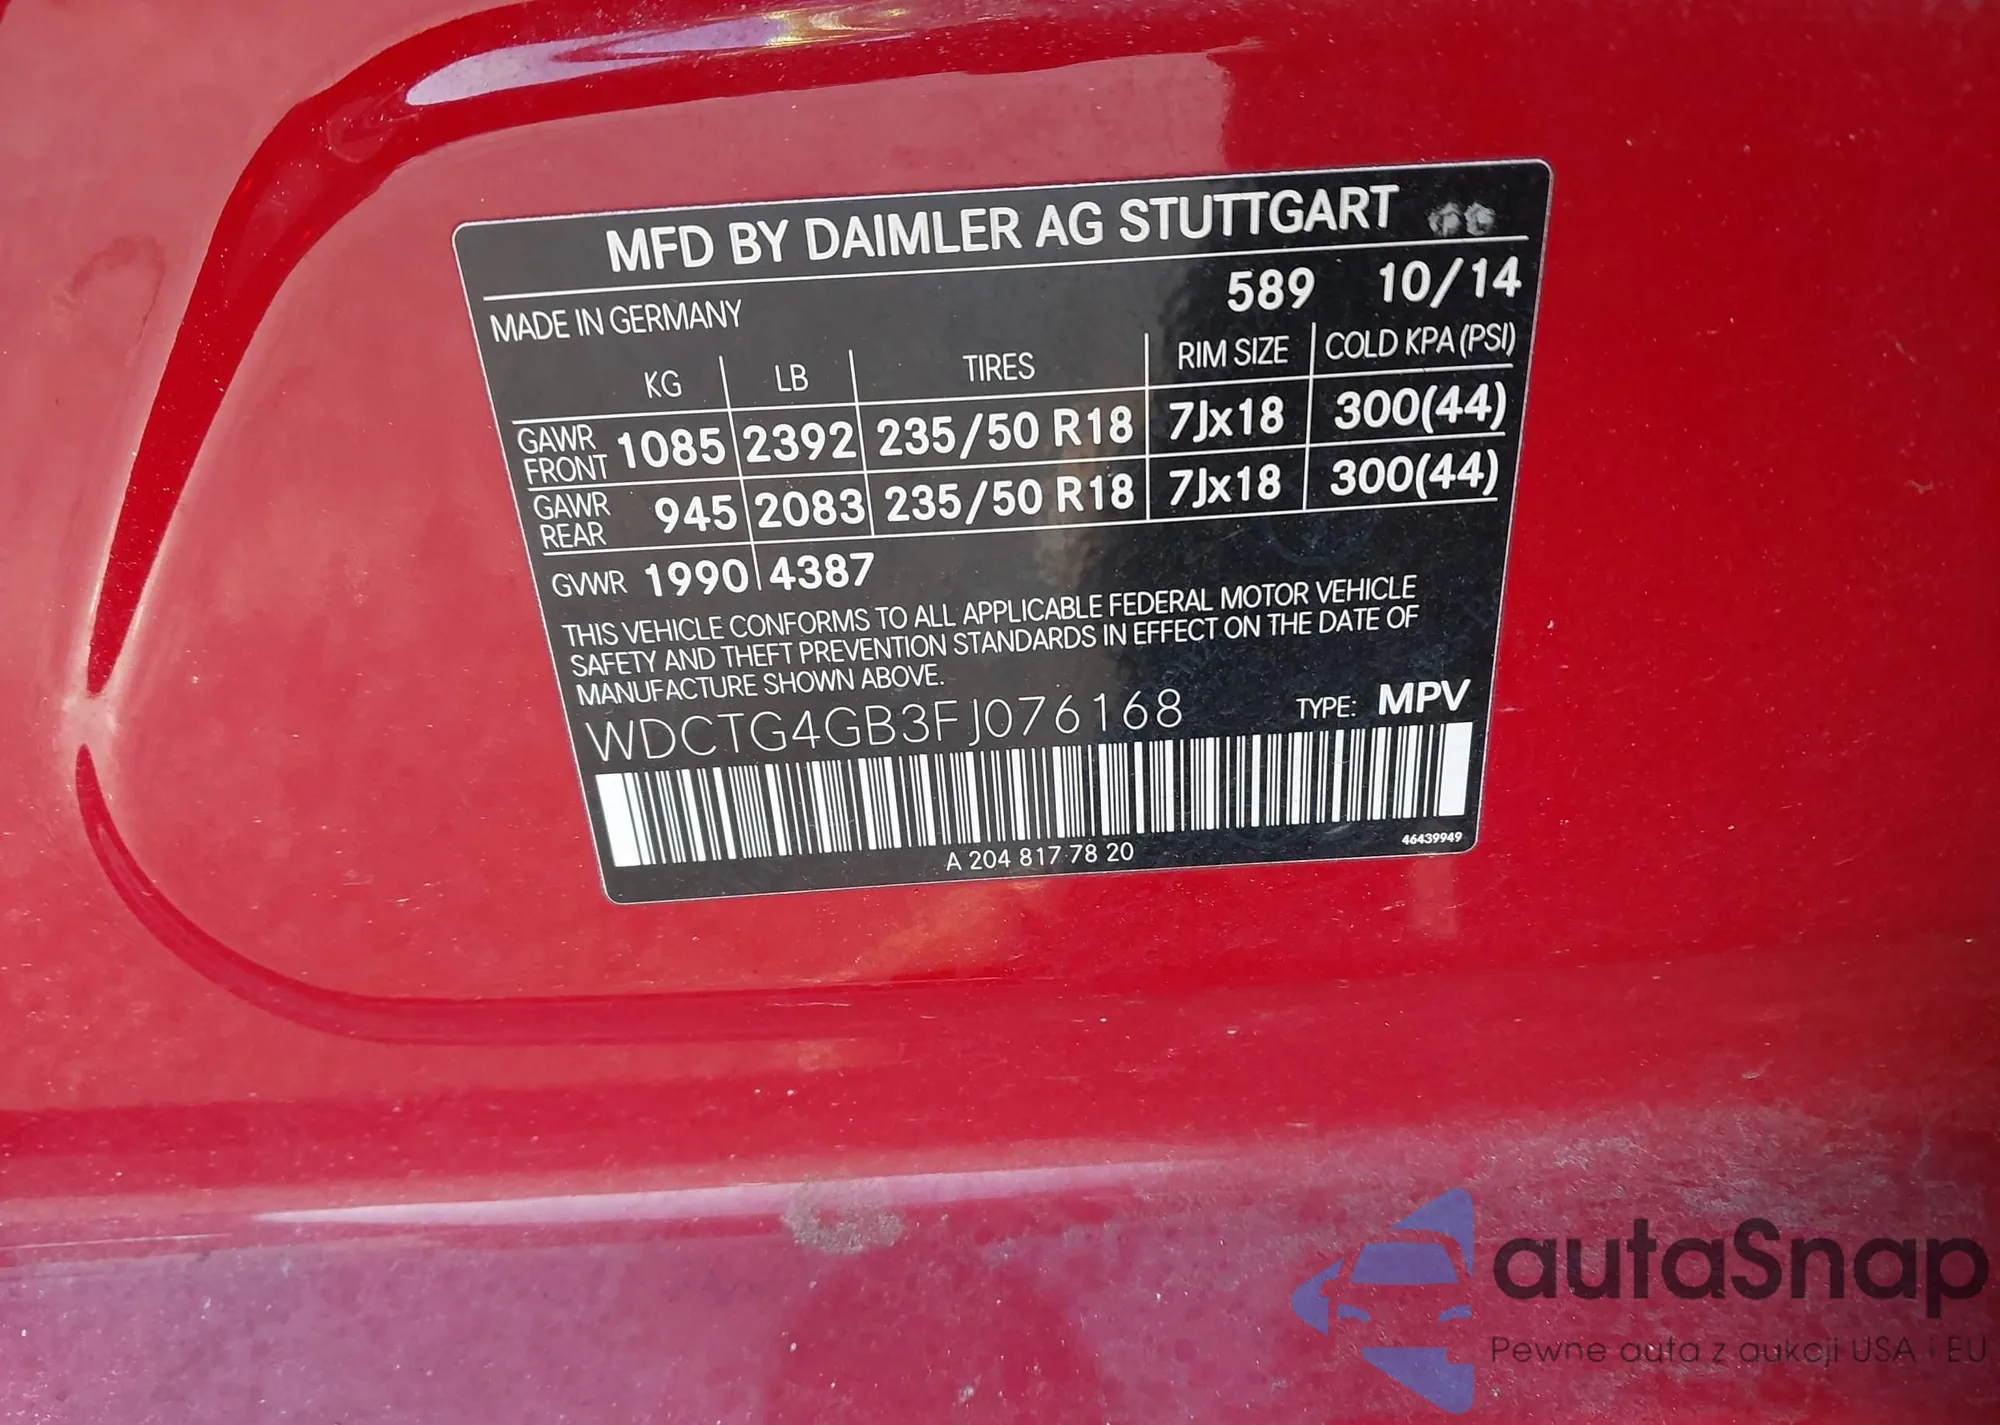 MFD BY DAIMLER AG STUTTGART
MADE IN GERMANY 589 10/14
KG LB TIRES RIM SIZE COLD KPA (PSI)
GAWR FRONT 1085 2392 235/50 R18 7Jx18 300(44)
GAWR REAR 945 2083 235/50 R18 7Jx18 300(44)
GVWR 1990 4387
THIS VEHICLE CONFORMS TO ALL APPLICABLE FEDERAL MOTOR VEHICLE
SAFETY AND THEFT PREVENTION STANDARDS IN EFFECT ON THE DATE OF
MANUFACTURE SHOWN ABOVE.
WDCTG4GB3FJ076168 TYPE: MPV
A 204 817 78 20 46439949
autaSnap
Pewne auta z aukcji USA i EU